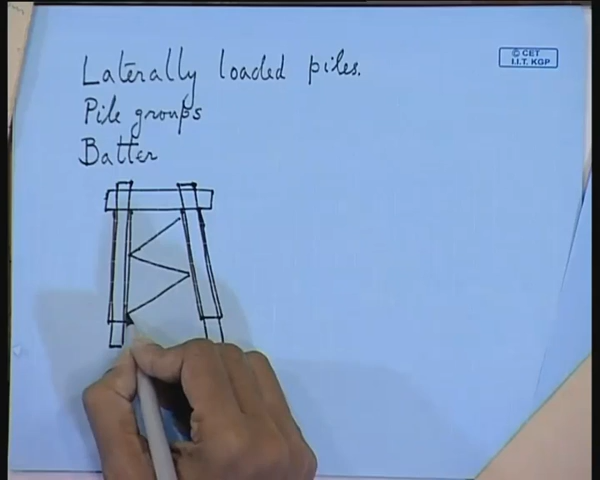 Laterally loaded piles.
© CET
I.I.T. KGP
Pile groups
Batter